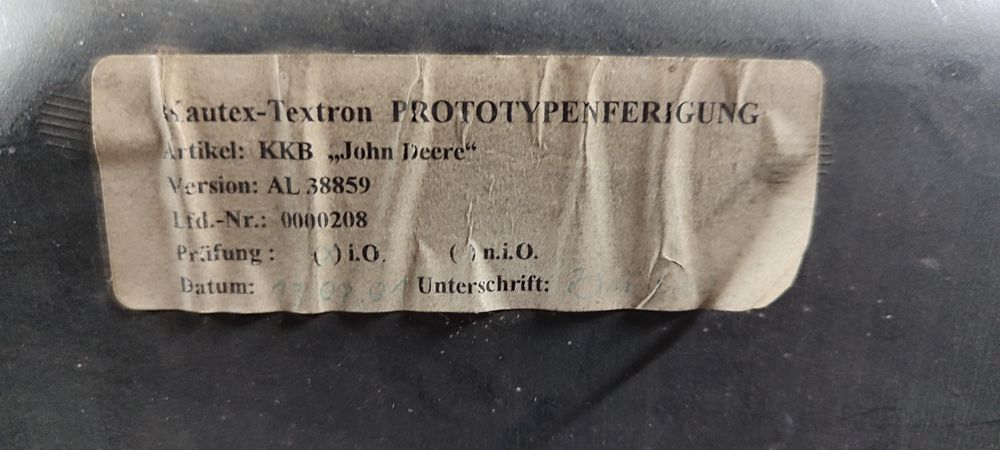 Kautex-Textron PROTOTYPENFERIGUNG
Artikel: KKB „John Deere“
Version: AL 38859
Lfd.-Nr.: 0000208
Prüfung : (x) i.O. ( ) n.i.O.
Datum: Unterschrift: